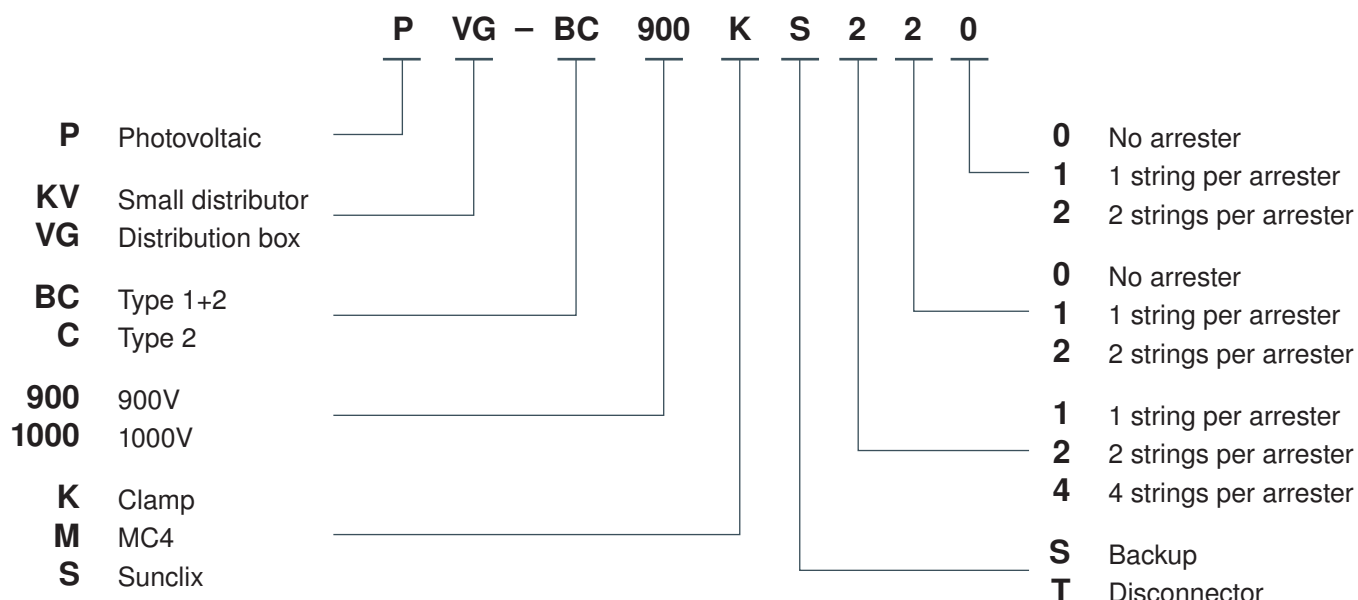 P VG – BC 900 K S 2 2 0
P Photovoltaic
KV Small distributor
VG Distribution box
BC Type 1+2
C Type 2
900 900V
1000 1000V
K Clamp
M MC4
S Sunclix
0 No arrester
1 1 string per arrester
2 2 strings per arrester
0 No arrester
1 1 string per arrester
2 2 strings per arrester
1 1 string per arrester
2 2 strings per arrester
4 4 strings per arrester
S Backup
T Disconnector